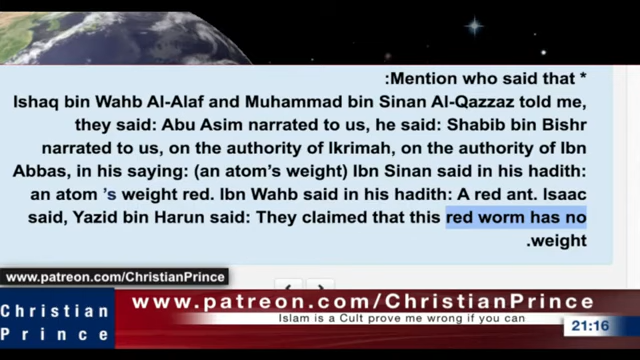 :Mention who said that *
Ishaq bin Wahb Al-Alaf and Muhammad bin Sinan Al-Qazzaz told me,
they said: Abu Asim narrated to us, he said: Shabib bin Bishr
narrated to us, on the authority of Ikrimah, on the authority of Ibn
Abbas, in his saying: (an atom's weight) Ibn Sinan said in his hadith:
an atom 's weight red. Ibn Wahb said in his hadith: A red ant. Isaac
said, Yazid bin Harun said: They claimed that this red worm has no
.weight
www.patreon.com/ChristianPrince
Christian
Prince
www.patreon.com/ChristianPrince
Islam is a Cult prove me wrong if you can
21:16